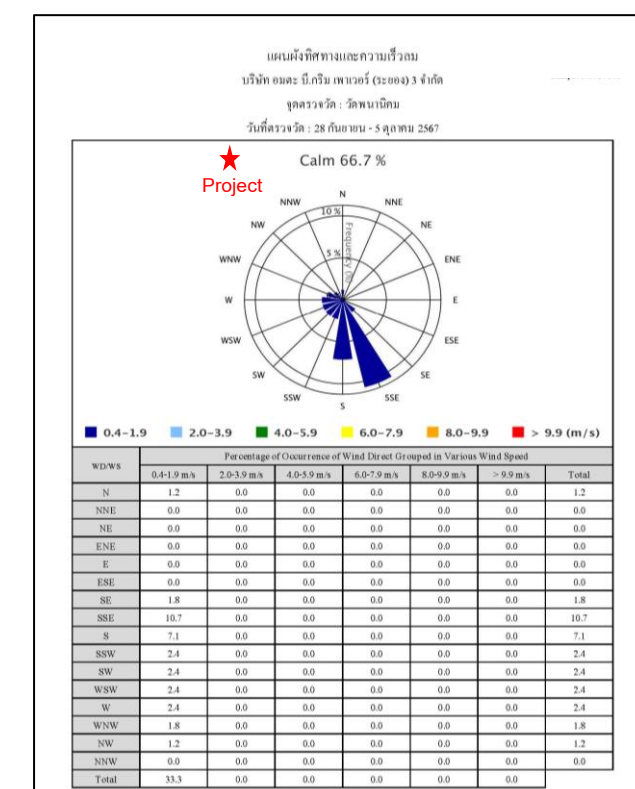 แผนผังทิศทางและความเร็วลม
บริษัท อมตะ บี.กริม เพาเวอร์ (ระยอง) 3 จำกัด
จุดตรวจวัด : วัดพนานิคม
วันที่ตรวจวัด : 28 กันยายน - 5 ตุลาคม 2567
Calm 66.7 %
Project
N
NNW
NNE
10 %
NW
NE
Frequency (%)
5 %
WNW
ENE
W
E
WSW
ESE
SW
SE
SSW
SSE
S
0.4-1.9 2.0-3.9 4.0-5.9 6.0-7.9 8.0-9.9 > 9.9 (m/s)
WD/WS Percentage of Occurrence of Wind Direct Grouped in Various Wind Speed
0.4-1.9 m/s 2.0-3.9 m/s 4.0-5.9 m/s 6.0-7.9 m/s 8.0-9.9 m/s > 9.9 m/s Total
N 1.2 0.0 0.0 0.0 0.0 0.0 1.2
NNE 0.0 0.0 0.0 0.0 0.0 0.0 0.0
NE 0.0 0.0 0.0 0.0 0.0 0.0 0.0
ENE 0.0 0.0 0.0 0.0 0.0 0.0 0.0
E 0.0 0.0 0.0 0.0 0.0 0.0 0.0
ESE 0.0 0.0 0.0 0.0 0.0 0.0 0.0
SE 1.8 0.0 0.0 0.0 0.0 0.0 1.8
SSE 10.7 0.0 0.0 0.0 0.0 0.0 10.7
S 7.1 0.0 0.0 0.0 0.0 0.0 7.1
SSW 2.4 0.0 0.0 0.0 0.0 0.0 2.4
SW 2.4 0.0 0.0 0.0 0.0 0.0 2.4
WSW 2.4 0.0 0.0 0.0 0.0 0.0 2.4
W 2.4 0.0 0.0 0.0 0.0 0.0 2.4
WNW 1.8 0.0 0.0 0.0 0.0 0.0 1.8
NW 1.2 0.0 0.0 0.0 0.0 0.0 1.2
NNW 0.0 0.0 0.0 0.0 0.0 0.0 0.0
Total 33.3 0.0 0.0 0.0 0.0 0.0